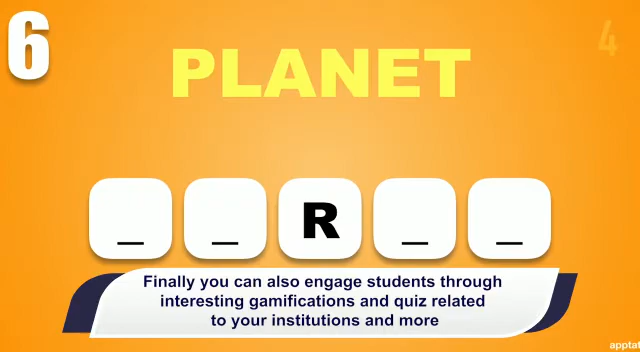 6
4
PLANET
_ _ R _ _
Finally you can also engage students through
interesting gamifications and quiz related
to your institutions and more